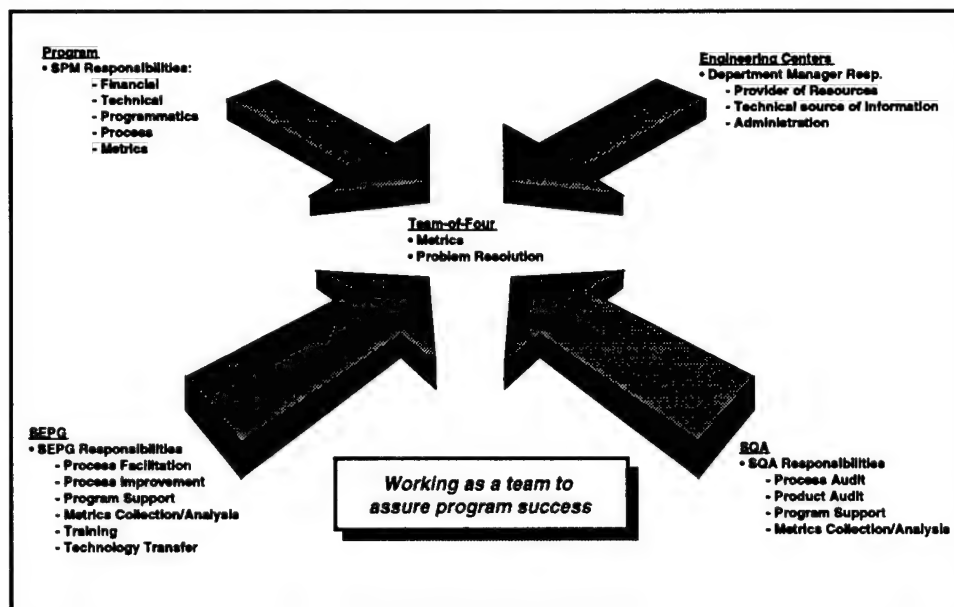 Program
• SPM Responsibilities:
- Financial
- Technical
- Programmatics
- Process
- Metrics
Engineering Centers
• Department Manager Resp.
- Provider of Resources
- Technical source of Information
- Administration
Team-of-Four
• Metrics
• Problem Resolution
SEPG
• SEPG Responsibilities
- Process Facilitation
- Process Improvement
- Program Support
- Metrics Collection/Analysis
- Training
- Technology Transfer
Working as a team to
assure program success
SQA
• SQA Responsibilities
- Process Audit
- Product Audit
- Program Support
- Metrics Collection/Analysis